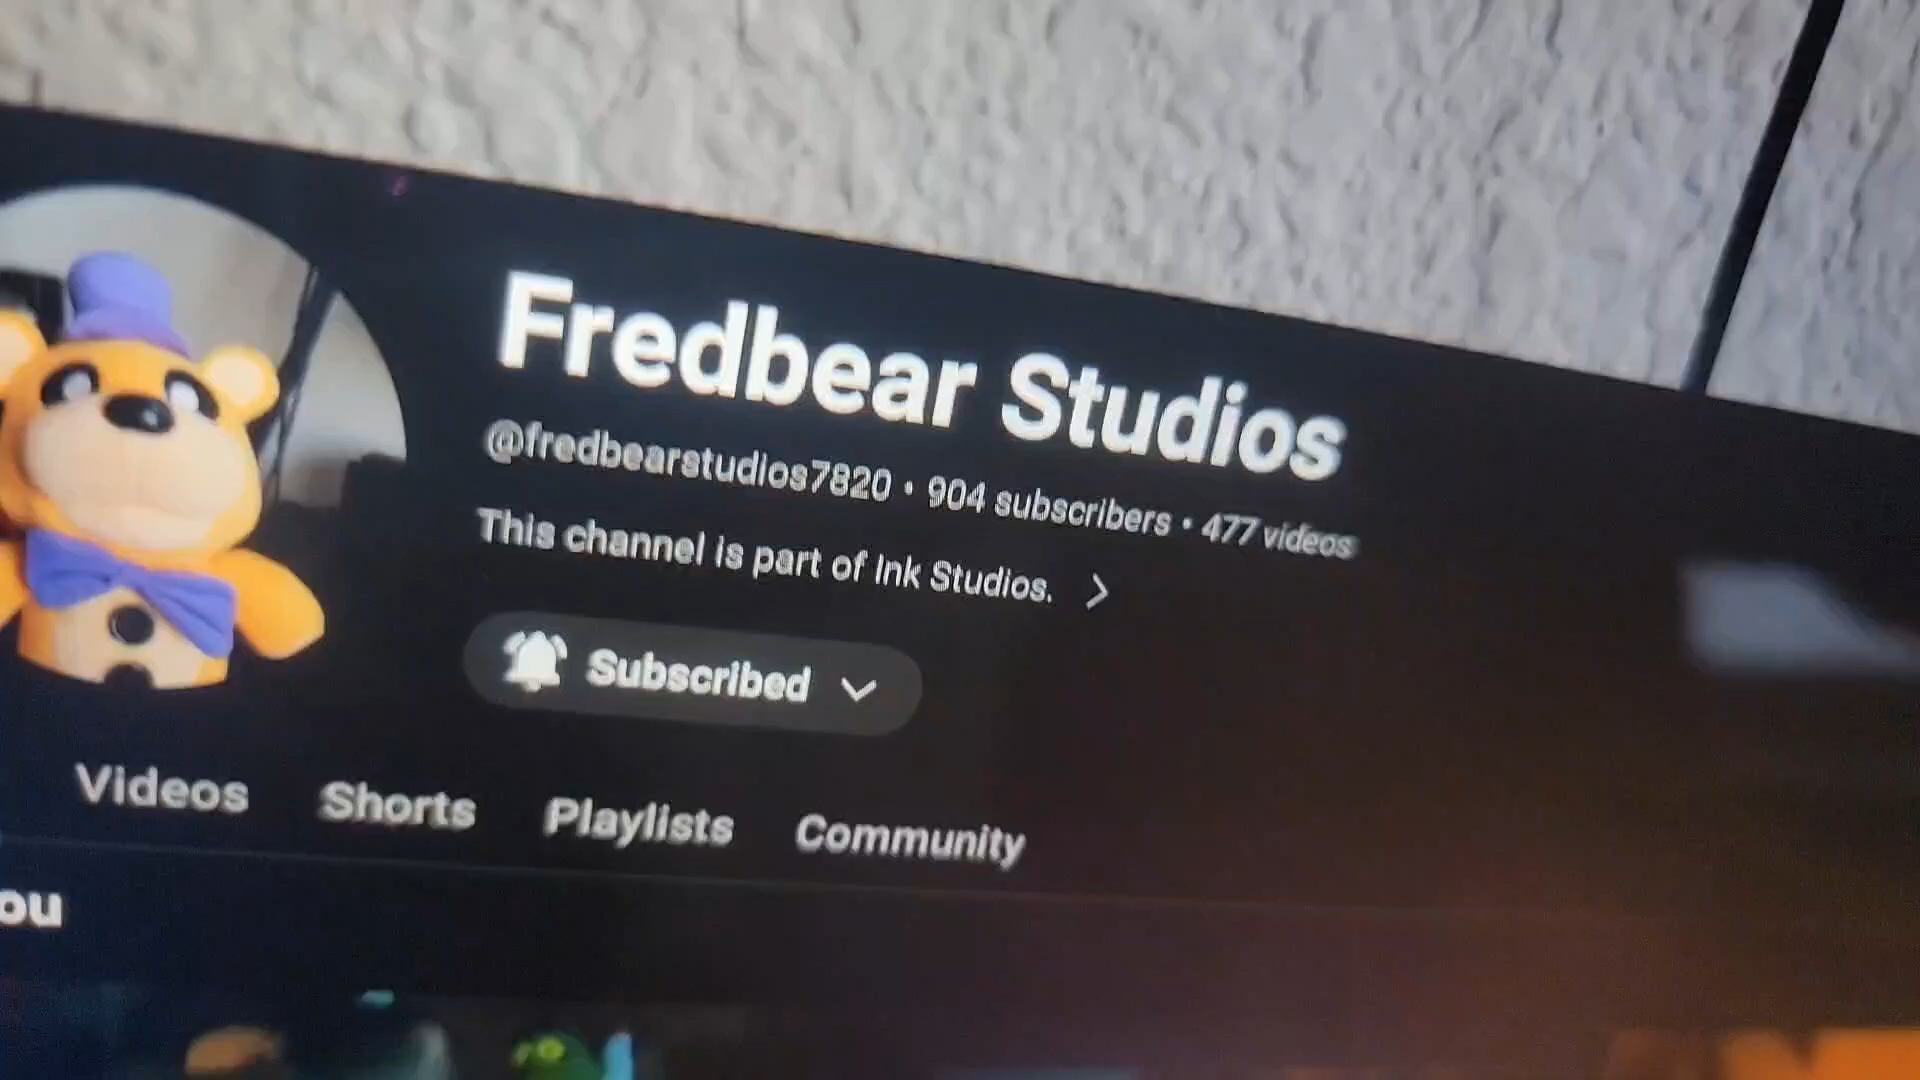 Fredbear Studios
@fredbearstudios7820 • 904 subscribers • 477 videos
This channel is part of Ink Studios. >
Subscribed
Videos Shorts Playlists Community
ou